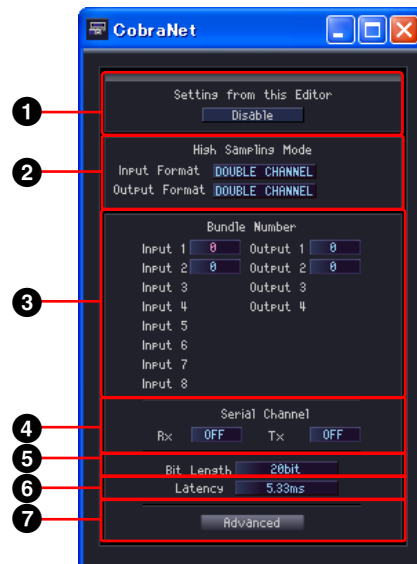 CobraNet
1
Setting from this Editor
Disable
2
High Sampling Mode
Input Format DOUBLE CHANNEL
Output Format DOUBLE CHANNEL
3
Bundle Number
Input 1 0 Output 1 0
Input 2 0 Output 2 0
Input 3 Output 3
Input 4 Output 4
Input 5
Input 6
Input 7
Input 8
4
Serial Channel
Rx OFF Tx OFF
5
Bit Length 20bit
6
Latency 5.33ms
7
Advanced